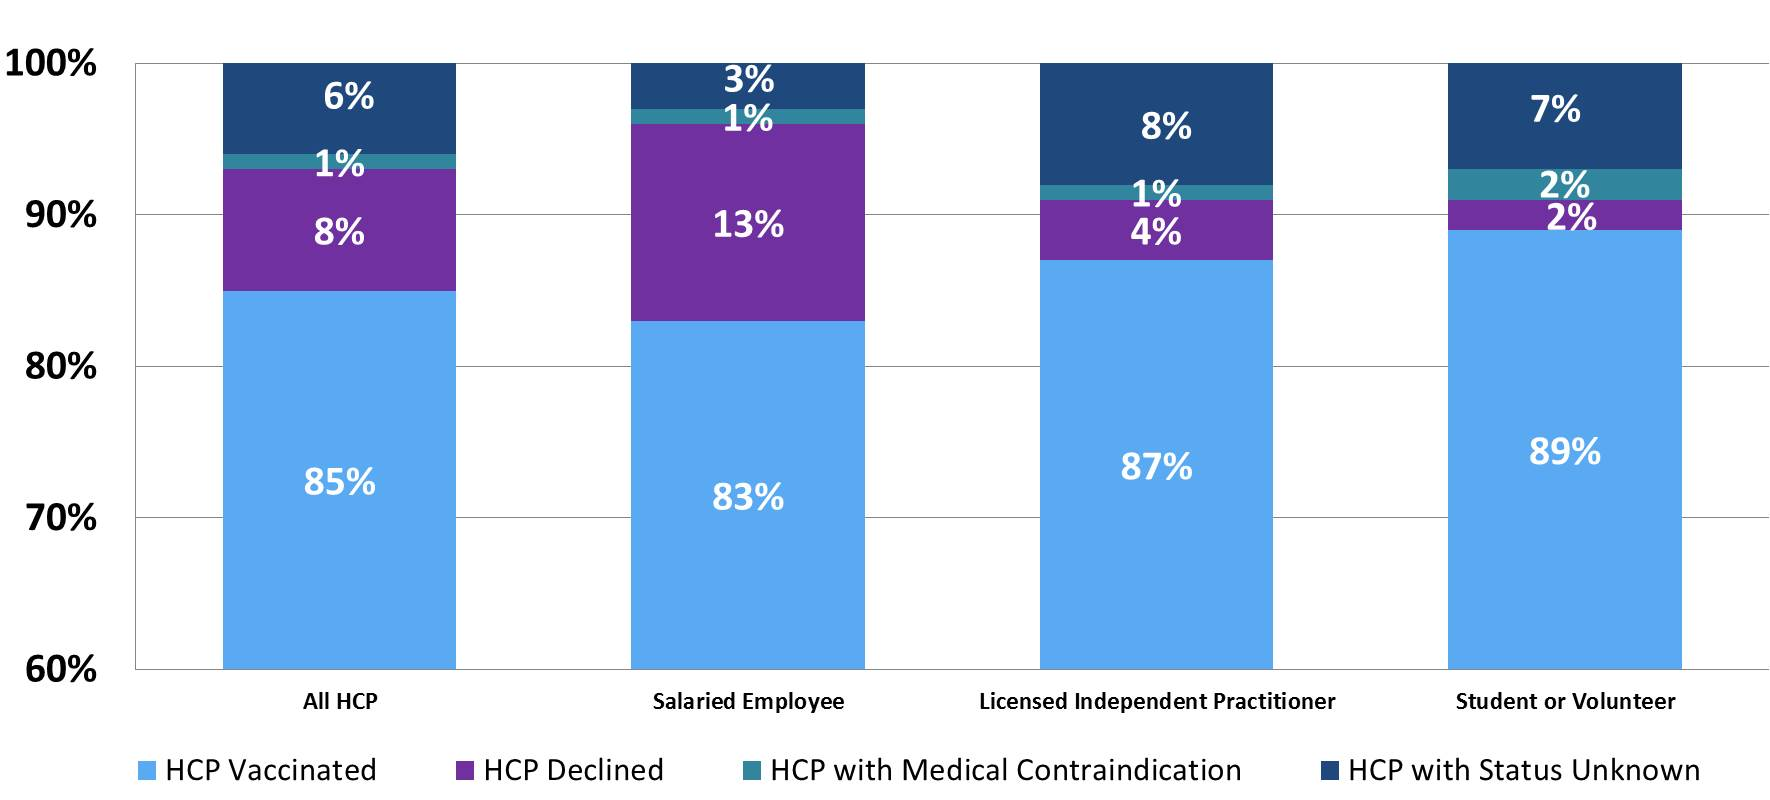 100%
90%
80%
70%
60%
6%
1%
8%
85%
3%
1%
13%
83%
8%
1%
4%
87%
7%
2%
2%
89%
All HCP
Salaried Employee
Licensed Independent Practitioner
Student or Volunteer
HCP Vaccinated
HCP Declined
HCP with Medical Contraindication
HCP with Status Unknown